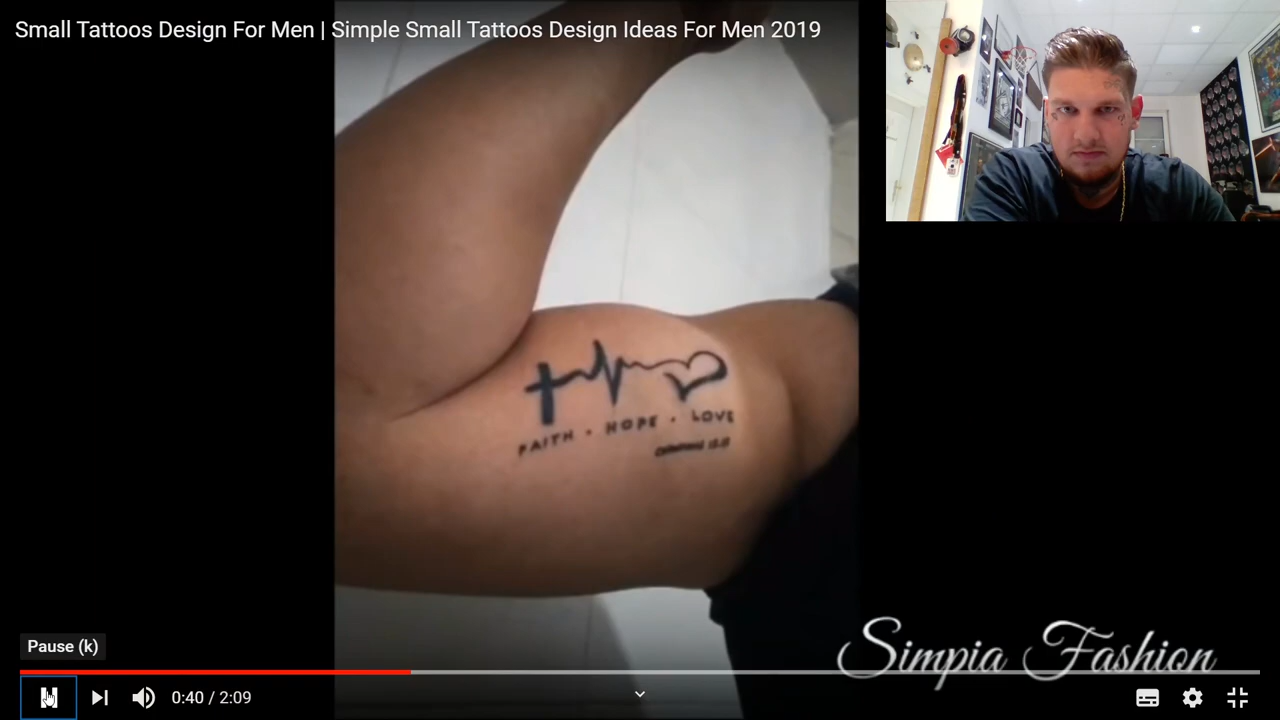 Small Tattoos Design For Men | Simple Small Tattoos Design Ideas For Men 2019
FAITH • HOPE • LOVE
Simpia Fashion
Pause (k)
0:40 / 2:09